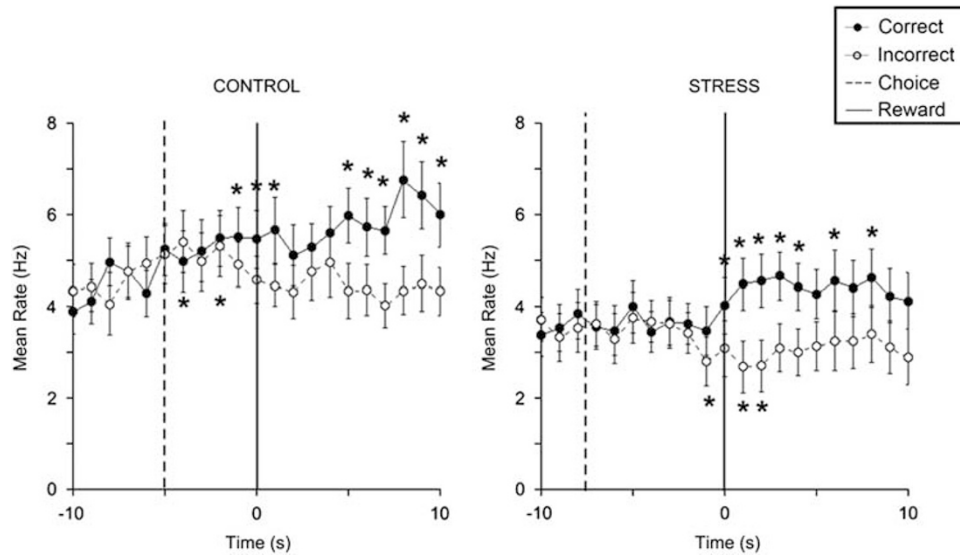 Correct
Incorrect
Choice
Reward
CONTROL
8
6
4
2
0
Mean Rate (Hz)
-10
0
10
Time (s)
* * * * * * * * *
* *
STRESS
8
6
4
2
0
Mean Rate (Hz)
-10
0
10
Time (s)
* * * * * * *
* * *